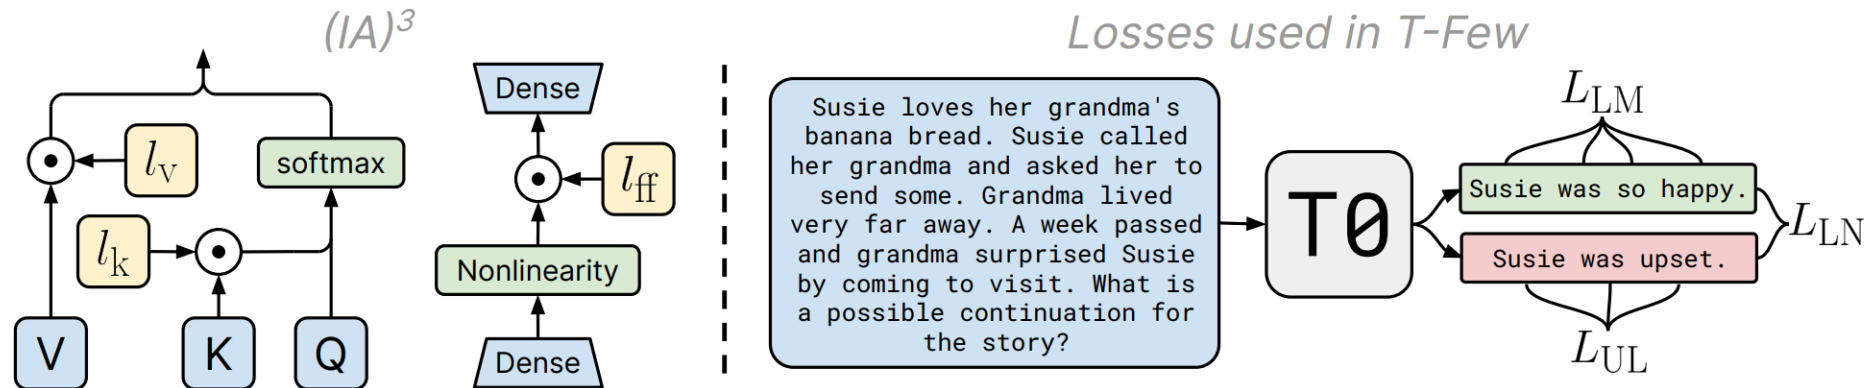 (IA)³
Losses used in T-Few
Dense
l_v
softmax
l_ff
l_k
Nonlinearity
V
K
Q
Dense
Susie loves her grandma's
banana bread. Susie called
her grandma and asked her to
send some. Grandma lived
very far away. A week passed
and grandma surprised Susie
by coming to visit. What is
a possible continuation for
the story?
T0
L_LM
Susie was so happy.
L_LN
Susie was upset.
L_UL